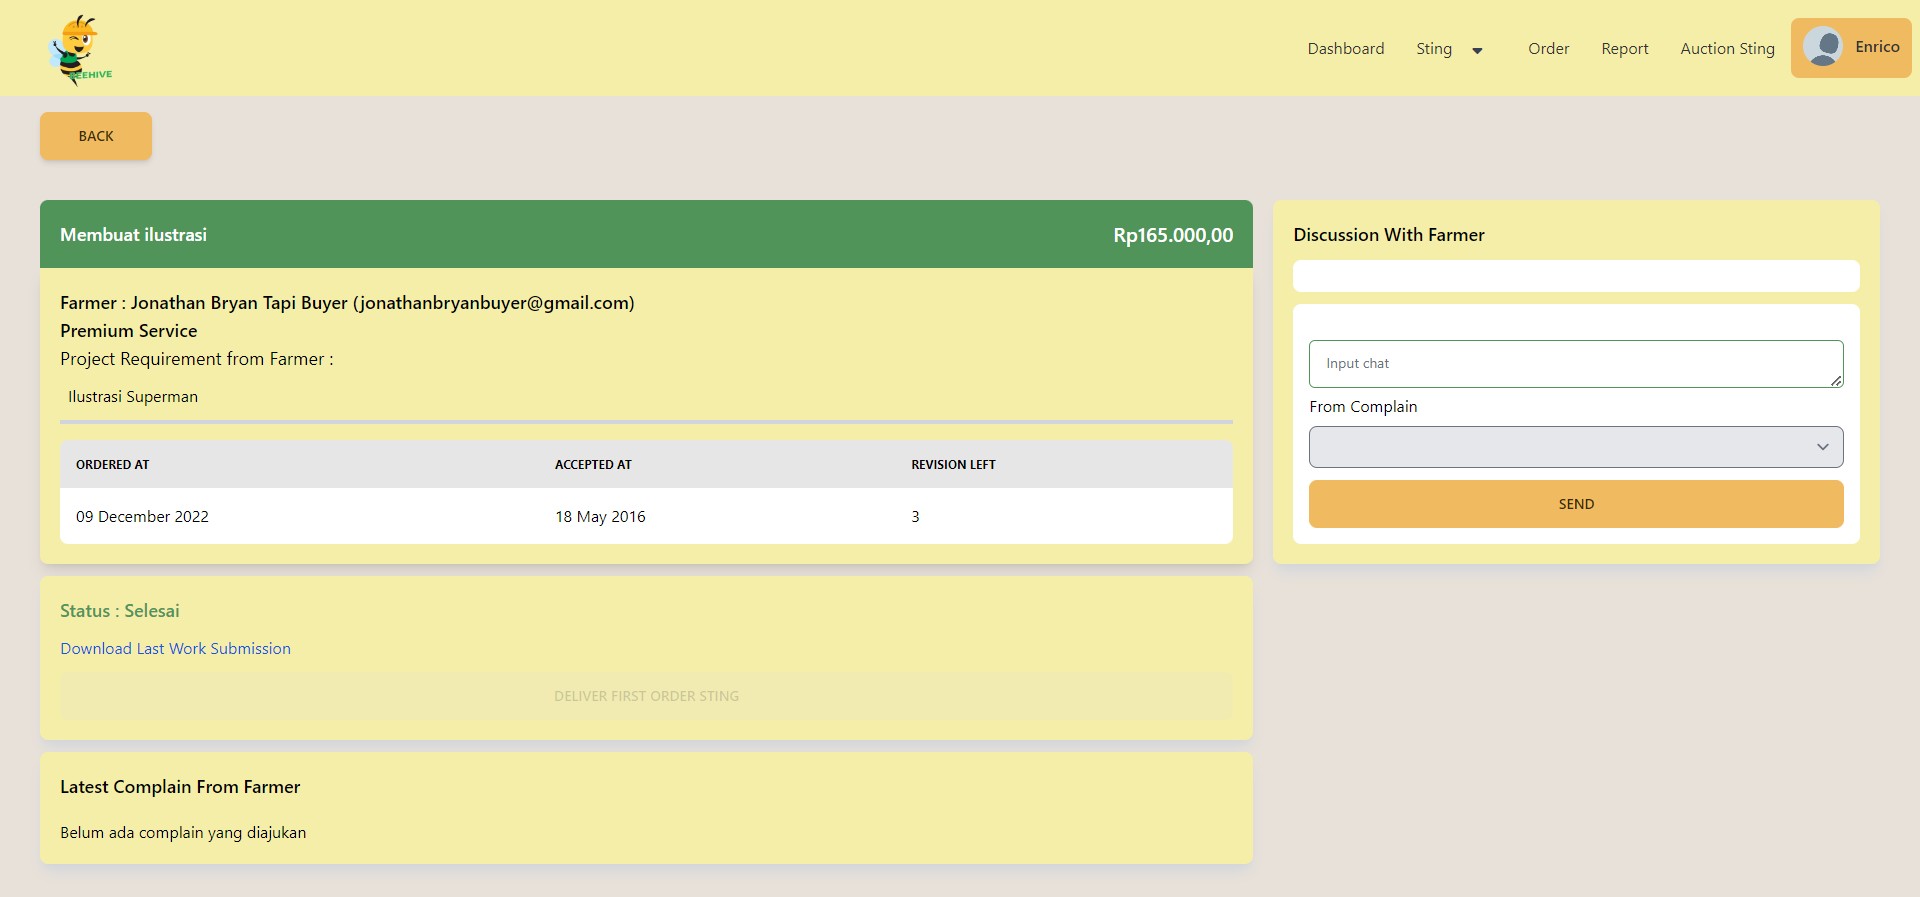 BEEHIVE
Dashboard
Sting
Order
Report
Auction Sting
Enrico
BACK
Membuat ilustrasi
Rp165.000,00
Farmer : Jonathan Bryan Tapi Buyer (jonathanbryanbuyer@gmail.com)
Premium Service
Project Requirement from Farmer :
Ilustrasi Superman
ORDERED AT ACCEPTED AT REVISION LEFT
09 December 2022 18 May 2016 3
Status : Selesai
Download Last Work Submission
DELIVER FIRST ORDER STING
Latest Complain From Farmer
Belum ada complain yang diajukan
Discussion With Farmer
Input chat
From Complain
SEND